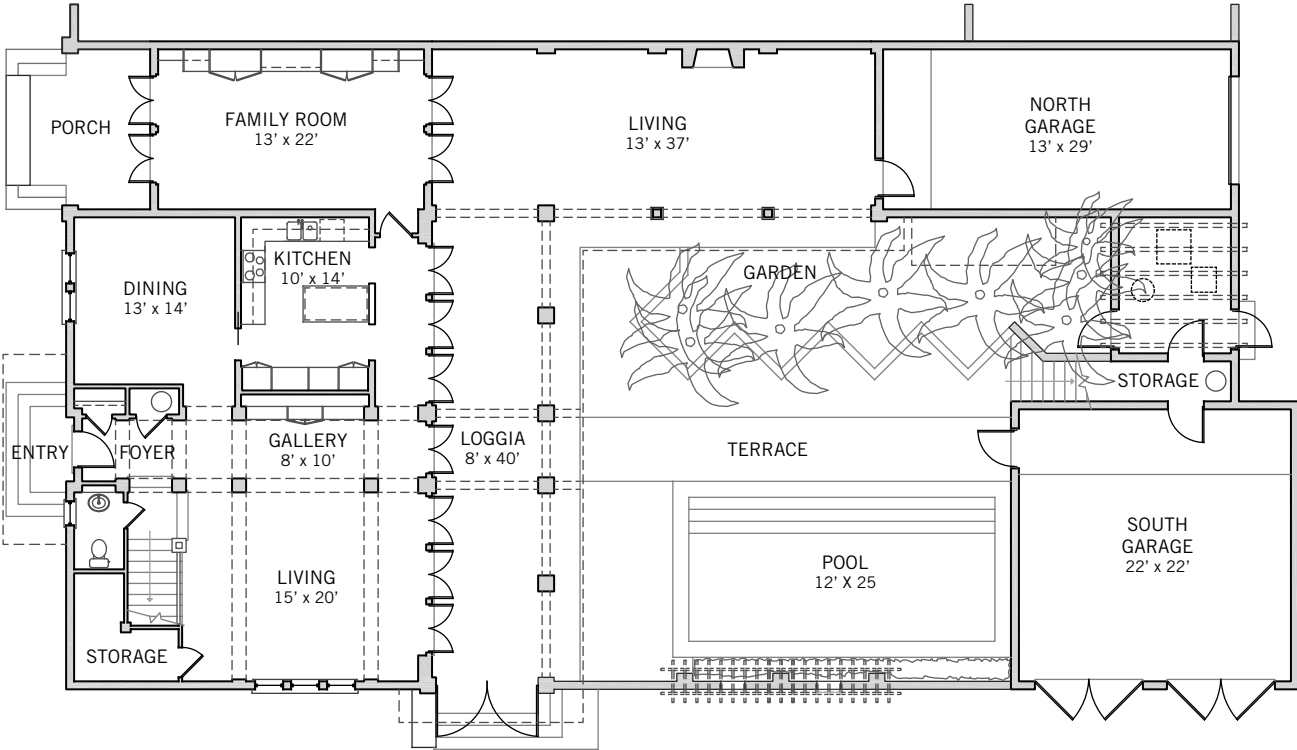 PORCH
FAMILY ROOM
13' x 22'
LIVING
13' x 37'
NORTH
GARAGE
13' x 29'
DINING
13' x 14'
KITCHEN
10' x 14'
GARDEN
STORAGE
ENTRY
FOYER
GALLERY
8' x 10'
LOGGIA
8' x 40'
TERRACE
LIVING
15' x 20'
POOL
12' X 25
SOUTH
GARAGE
22' x 22'
STORAGE